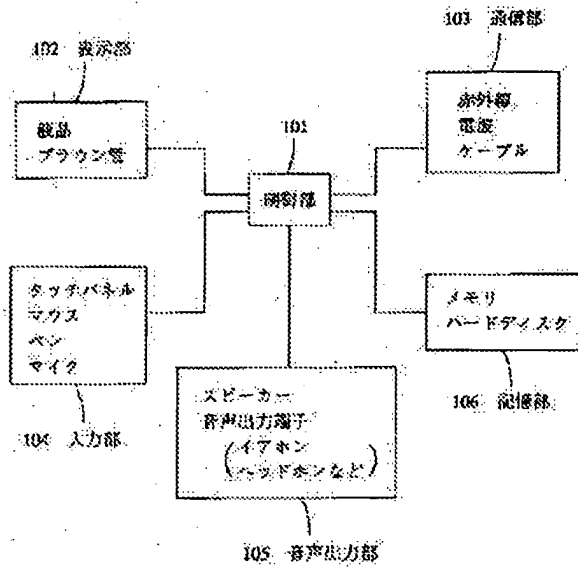 103 通信部
102 表示部
赤外線
電波
ケーブル
液晶
ブラウン管
101
制御部
タッチパネル
マウス
ペン
マイク
メモリ
ハードディスク
スピーカー
音声出力端子
(イアホン
ヘッドホンなど)
106 記憶部
104 入力部
105 音声出力部